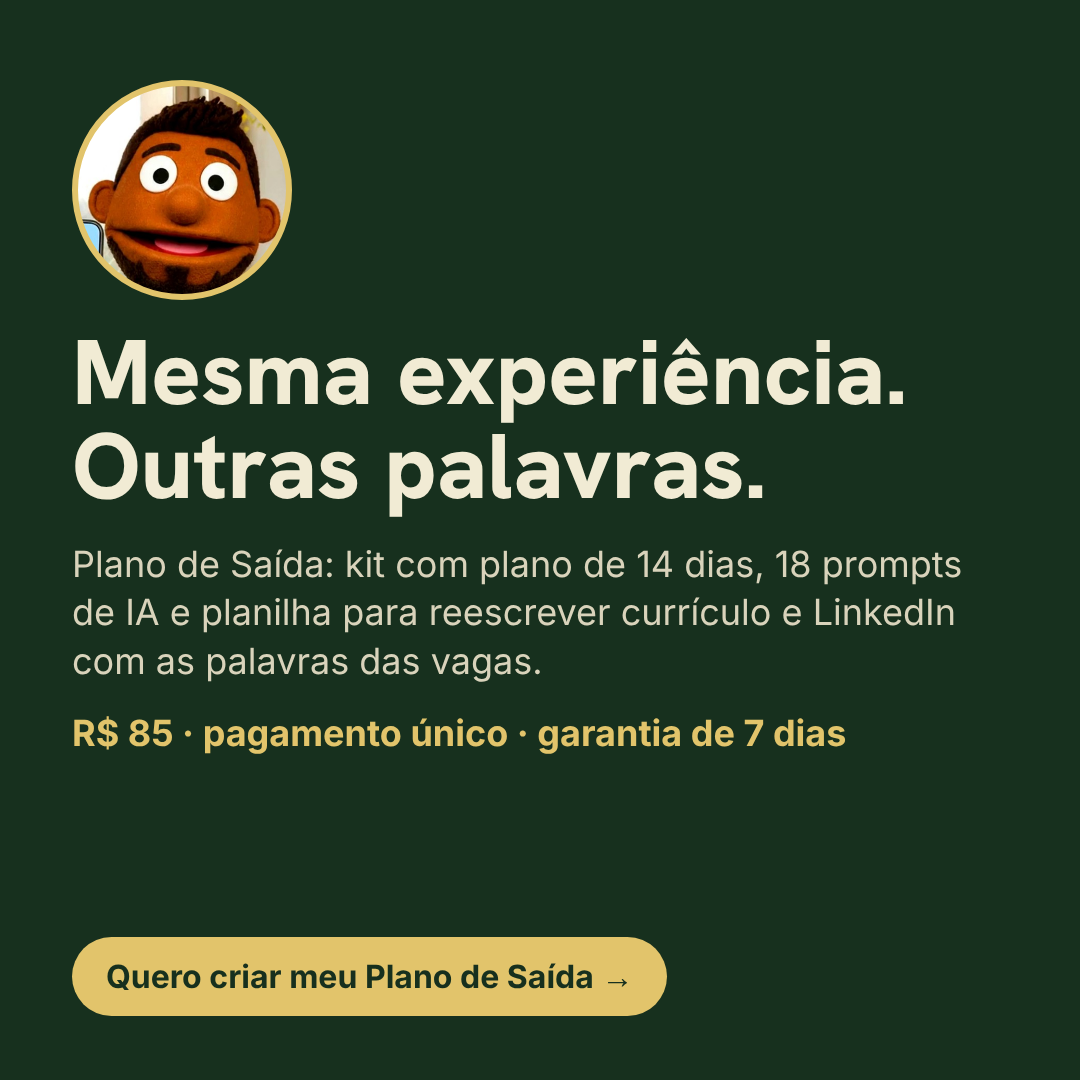 Mesma experiência.
Outras palavras.
Plano de Saída: kit com plano de 14 dias, 18 prompts
de IA e planilha para reescrever currículo e LinkedIn
com as palavras das vagas.
R$ 85 · pagamento único · garantia de 7 dias
Quero criar meu Plano de Saída →